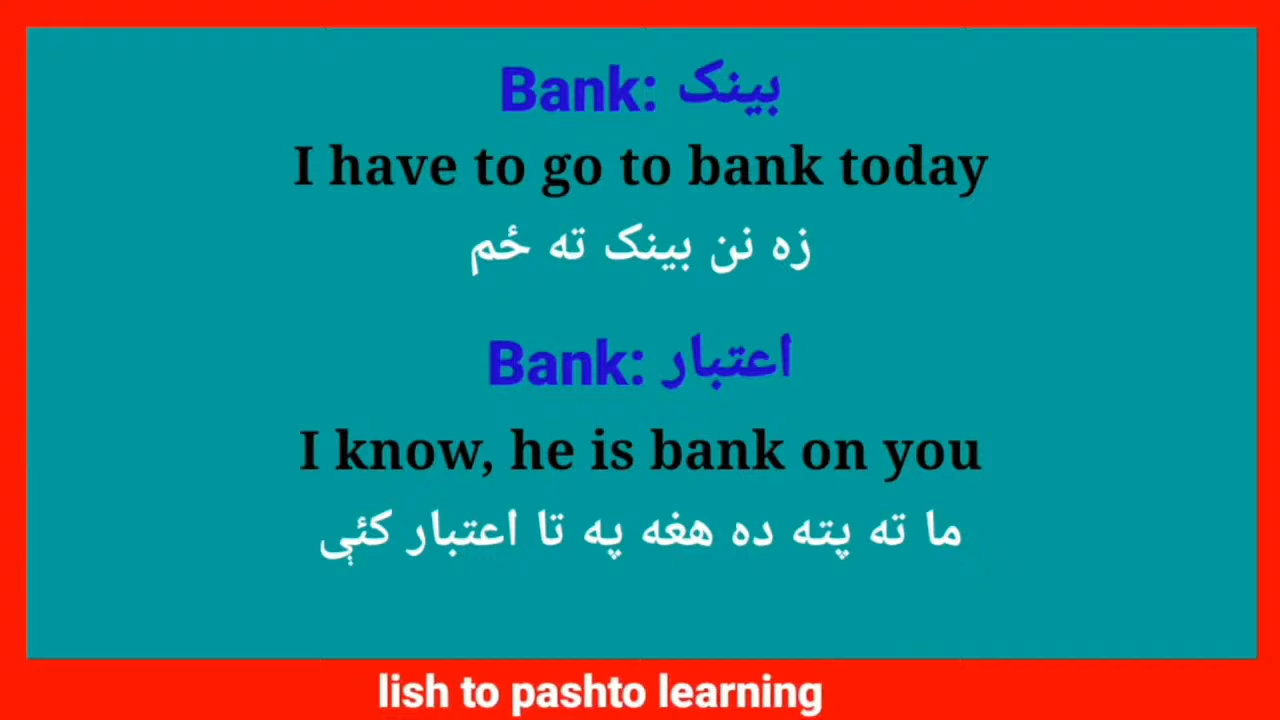 Bank: بینک
I have to go to bank today
زه نن بینک ته ځم
Bank: اعتبار
I know, he is bank on you
ما ته پته ده هغه په تا اعتبار کئې
lish to pashto learning